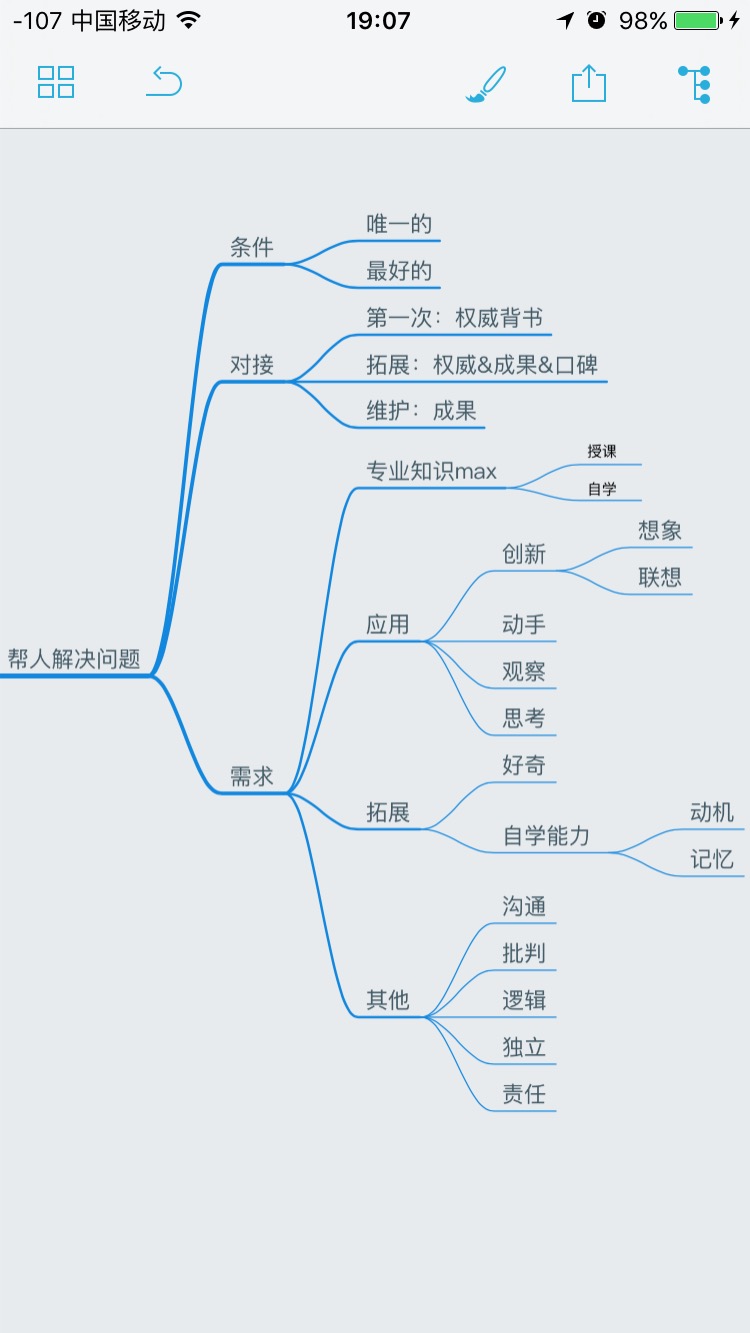 -107 中国移动 19:07 98%
条件
唯一的
最好的
对接
第一次：权威背书
拓展：权威&成果&口碑
维护：成果
帮人解决问题
需求
专业知识max
授课
自学
应用
创新
想象
联想
动手
观察
思考
拓展
好奇
自学能力
动机
记忆
其他
沟通
批判
逻辑
独立
责任